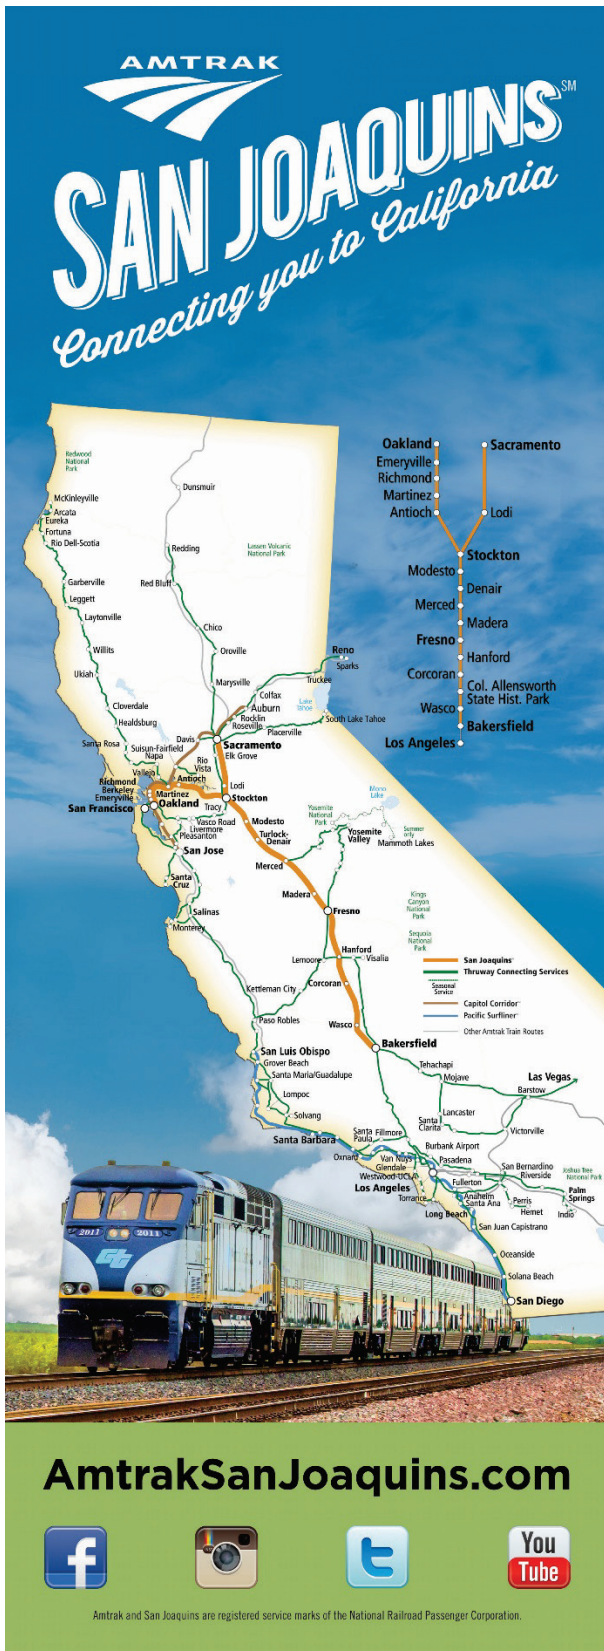 AMTRAK
SAN JOAQUINS SM
Connecting you to California
Oakland
Sacramento
Emeryville
Richmond
Martinez
Antioch
Lodi
Stockton
Modesto
Denair
Merced
Madera
Fresno
Hanford
Corcoran
Col. Allensworth
State Hist. Park
Wasco
Bakersfield
Los Angeles
Redwood
National
Park
Dunsmuir
McKinleyville
Arcata
Eureka
Fortuna
Rio Dell-Scotia
Redding
Lassen Volcanic
National Park
Garberville
Red Bluff
Leggett
Laytonville
Chico
Willits
Oroville
Reno
Sparks
Ukiah
Marysville
Truckee
Colfax
Cloverdale
Auburn
Lake
Tahoe
Healdsburg
Rocklin
Roseville
South Lake Tahoe
Placerville
Santa Rosa
Davis
Suisun-Fairfield
Napa
Sacramento
Elk Grove
Rio
Vista
Vallejo
Richmond
Antioch
Berkeley
Martinez
Lodi
Emeryville
Oakland
Stockton
San Francisco
Tracy
Mono
Lake
Vasco Road
Livermore
Pleasanton
Modesto
Yosemite
National
Park
Turlock-
Denair
Yosemite
Valley
Summer
only
Mammoth Lakes
San Jose
Merced
Santa
Cruz
Madera
Kings
Canyon
National
Park
Salinas
Fresno
Monterey
Sequoia
National
Park
Hanford
Lemoore
Visalia
San Joaquins
Thruway Connecting Services
Seasonal
Service
Corcoran
Kettleman City
Capitol Corridor
Pacific Surfliner
Paso Robles
Wasco
Other Amtrak Train Routes
Bakersfield
San Luis Obispo
Grover Beach
Tehachapi
Santa Maria/Guadalupe
Mojave
Las Vegas
Barstow
Lompoc
Lancaster
Solvang
Santa
Clarita
Victorville
Santa Barbara
Santa
Paula
Fillmore
Burbank Airport
Oxnard
Van Nuys
Pasadena
Glendale
San Bernardino
Riverside
Joshua Tree
National Park
Westwood-UCLA
Fullerton
Los Angeles
Palm
Springs
Torrance
Anaheim
Santa Ana
Perris
Hemet
Indio
Long Beach
San Juan Capistrano
Oceanside
Solana Beach
San Diego
2011 2011
AmtrakSanJoaquins.com
f
t
You
Tube
Amtrak and San Joaquins are registered service marks of the National Railroad Passenger Corporation.